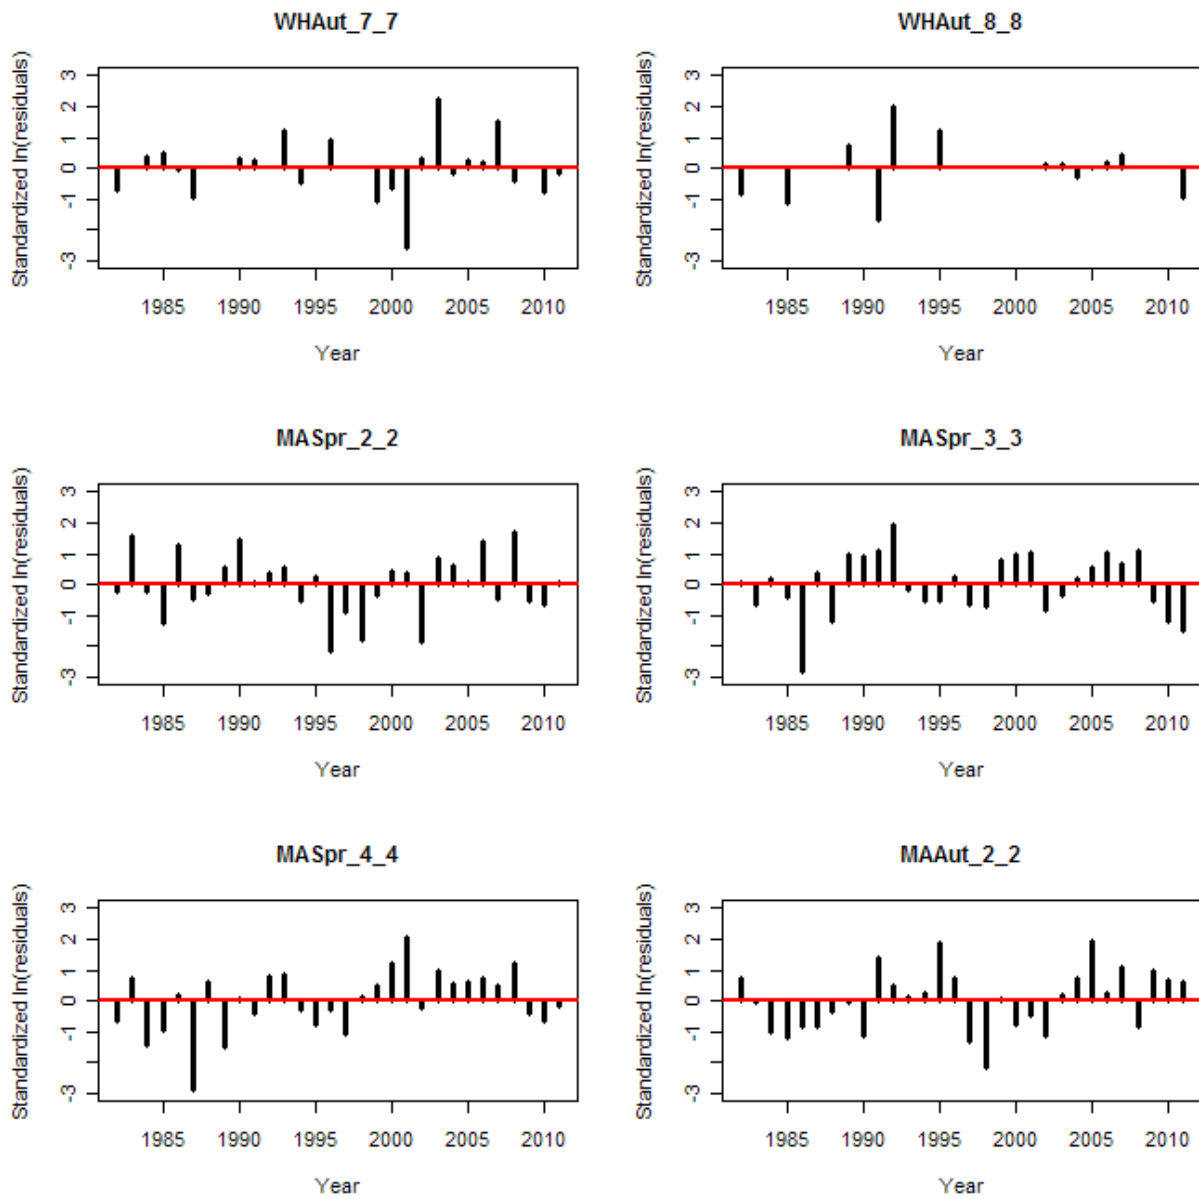 WHAut_7_7
Standardized ln(residuals)
3
2
1
0
-1
-3
1985 1990 1995 2000 2005 2010
Year
WHAut_8_8
Standardized ln(residuals)
3
2
1
0
-1
-3
1985 1990 1995 2000 2005 2010
Year
MASpr_2_2
Standardized ln(residuals)
3
2
1
0
-1
-3
1985 1990 1995 2000 2005 2010
Year
MASpr_3_3
Standardized ln(residuals)
3
2
1
0
-1
-3
1985 1990 1995 2000 2005 2010
Year
MASpr_4_4
Standardized ln(residuals)
3
2
1
0
-1
-3
1985 1990 1995 2000 2005 2010
Year
MAAut_2_2
Standardized ln(residuals)
3
2
1
0
-1
-3
1985 1990 1995 2000 2005 2010
Year